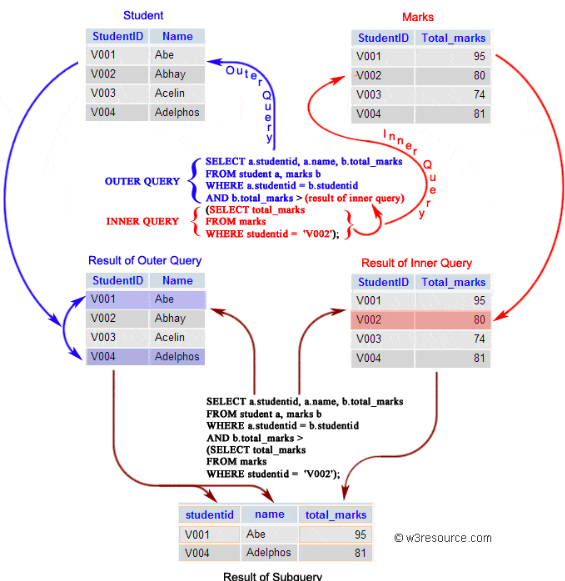 Student
StudentID Name
V001 Abe
V002 Abhay
V003 Acelin
V004 Adelphos
Marks
StudentID Total_marks
V001 95
V002 80
V003 74
V004 81
Outer Query
Inner Query
OUTER QUERY
SELECT a.studentid, a.name, b.total_marks
FROM student a, marks b
WHERE a.studentid = b.studentid
AND b.total_marks > (result of inner query)
INNER QUERY
(SELECT total_marks
FROM marks
WHERE studentid = 'V002');
Result of Outer Query
StudentID Name
V001 Abe
V002 Abhay
V003 Acelin
V004 Adelphos
Result of Inner Query
StudentID Total_marks
V001 95
V002 80
V003 74
V004 81
SELECT a.studentid, a.name, b.total_marks
FROM student a, marks b
WHERE a.studentid = b.studentid
AND b.total_marks >
(SELECT total_marks
FROM marks
WHERE studentid = 'V002');
studentid name total_marks
V001 Abe 95
V004 Adelphos 81
© w3resource.com
Result of Subquery